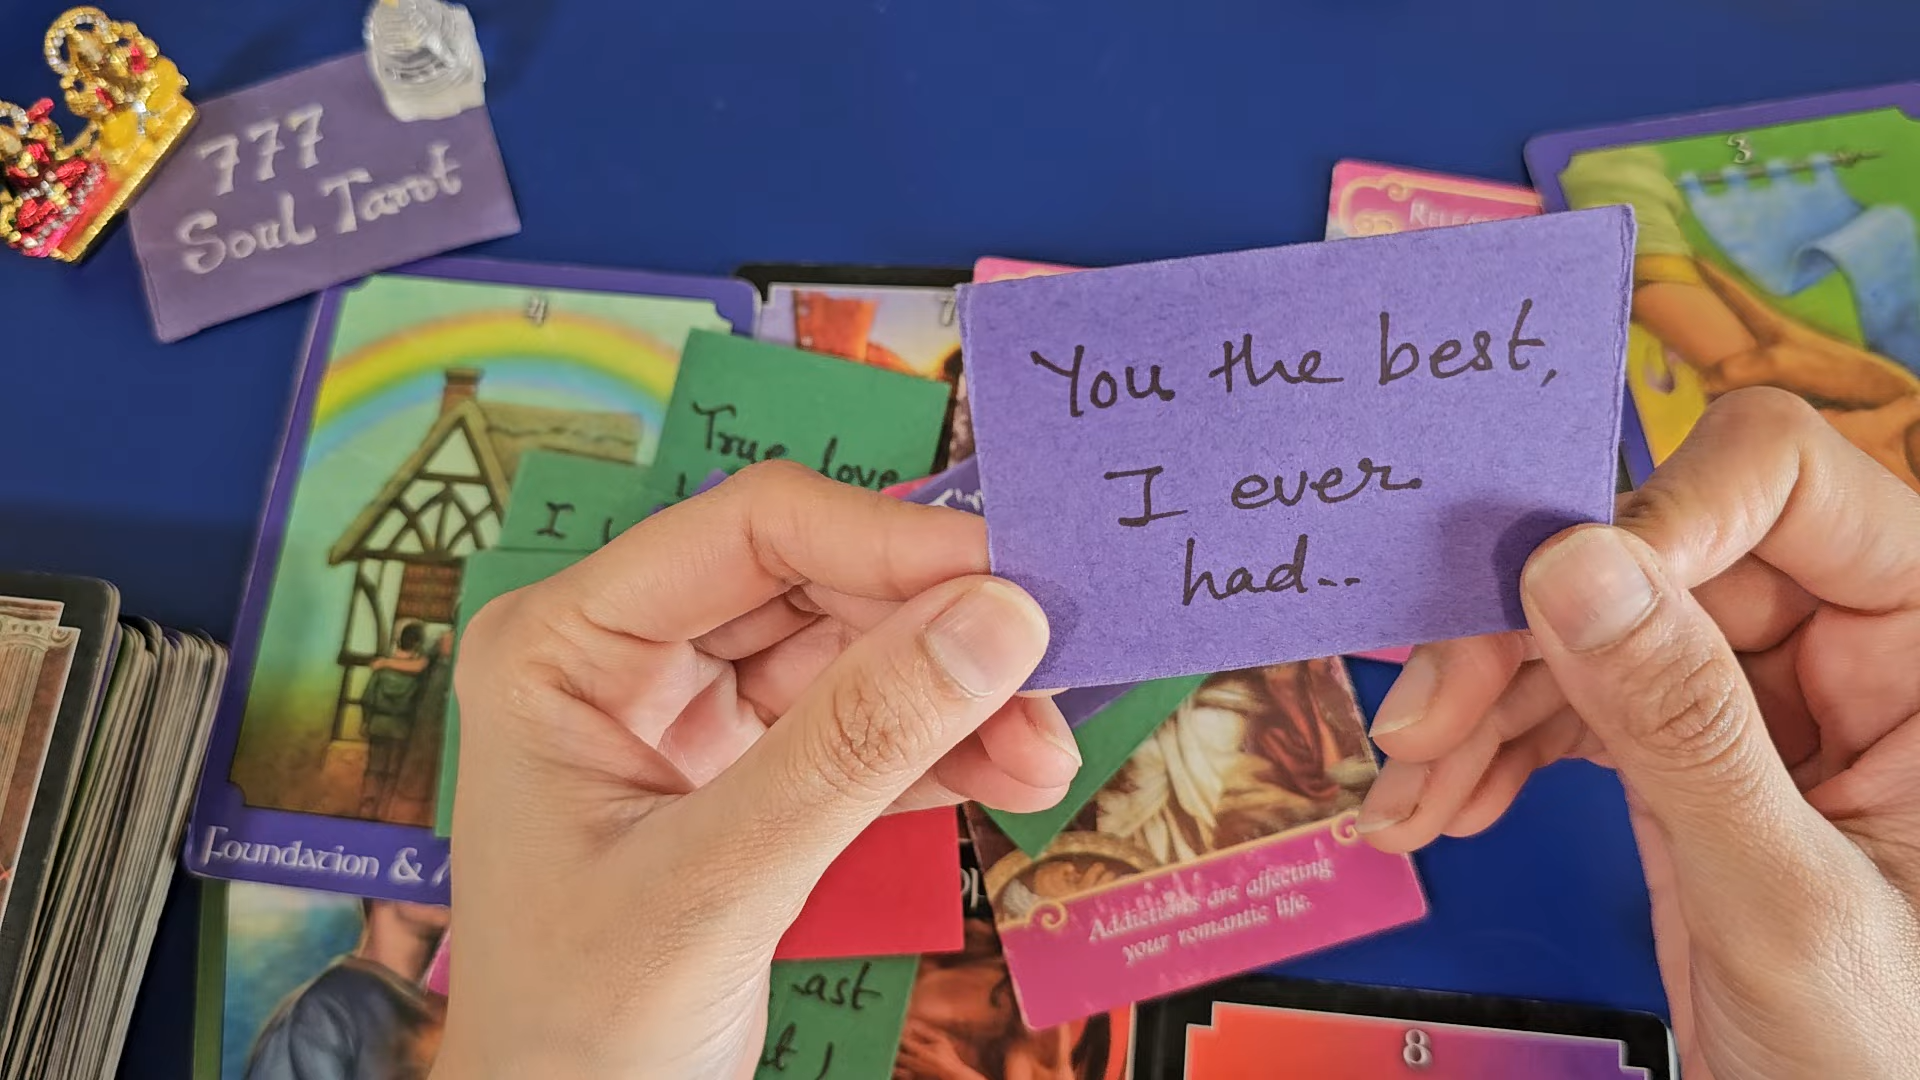 777
Soul Tarot
3
4
7
You the best,
I ever
had..
True love
I
Foundation &
Addictions are affecting
your romantic life.
8